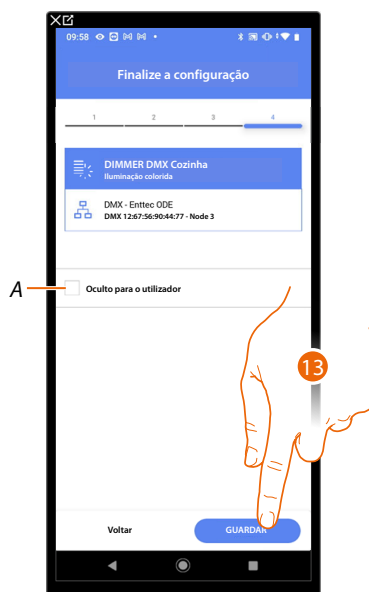 09:58
Finalize a configuração
1 2 3 4
DIMMER DMX Cozinha
Iluminação colorida
DMX - Enttec ODE
DMX 12:67:56:90:44:77 - Node 3
A
Oculto para o utilizador
13
Voltar
GUARDAR